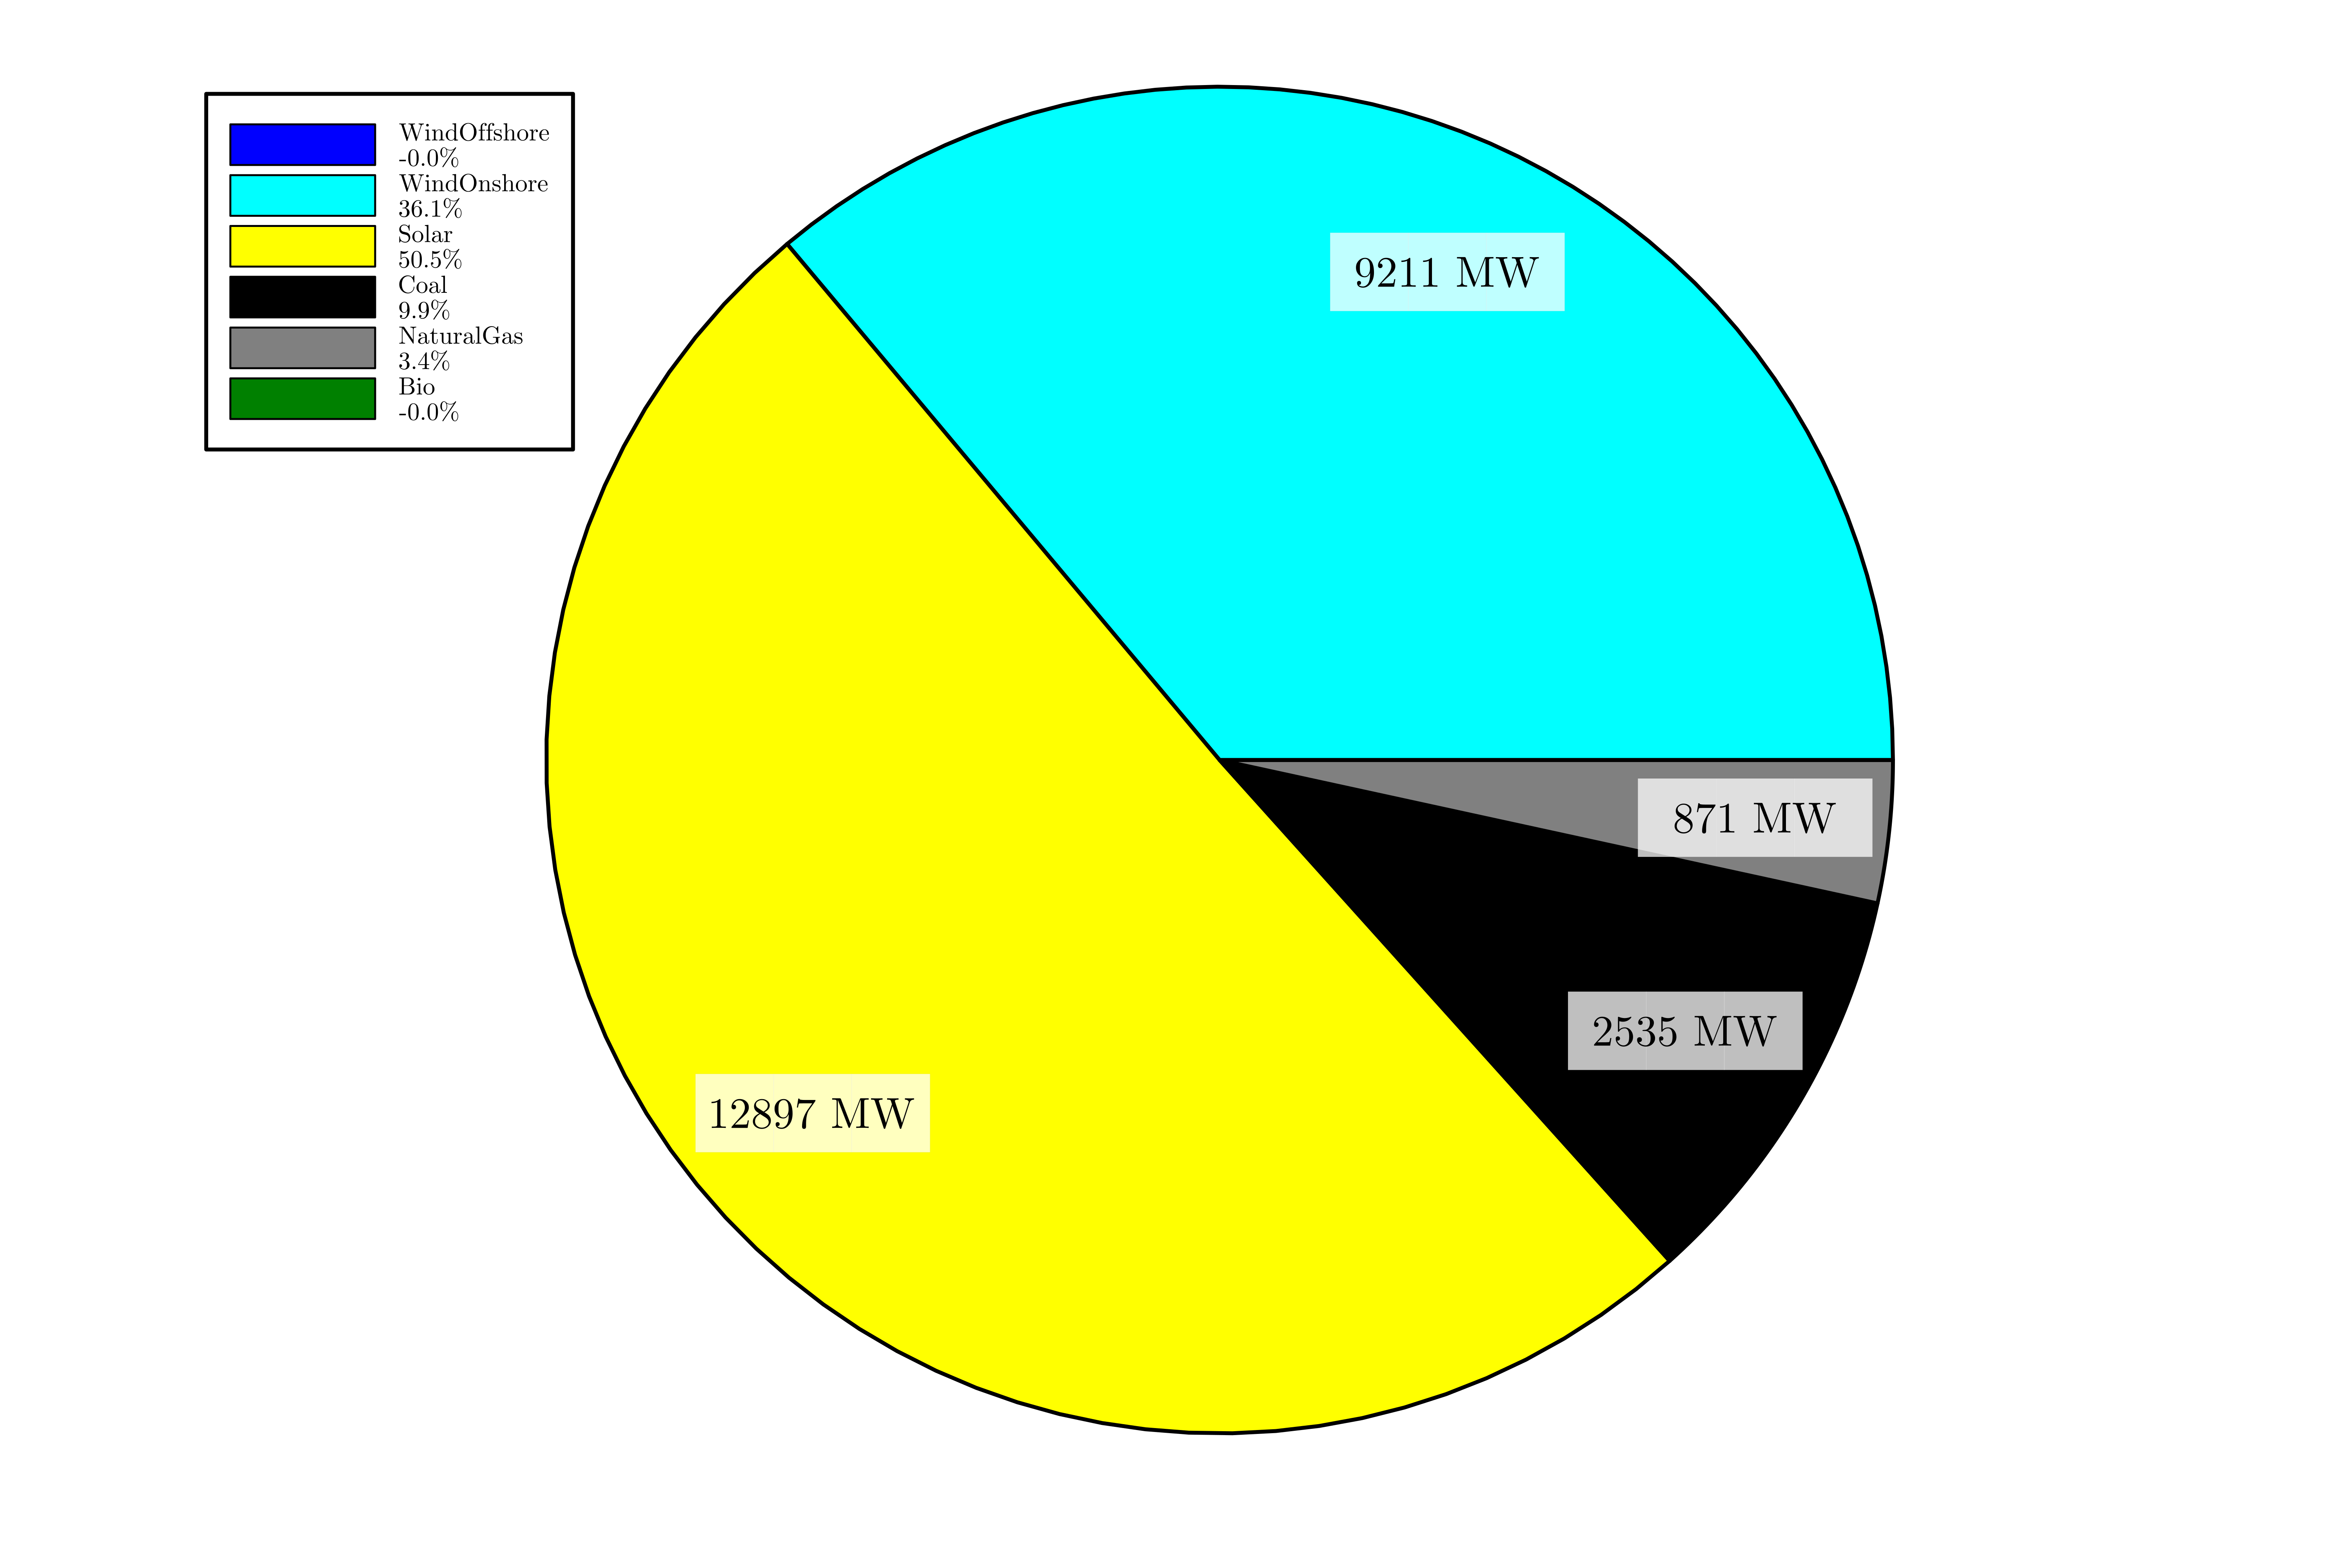 WindOffshore
-0.0%
WindOnshore
36.1%
Solar
50.5%
Coal
9.9%
NaturalGas
3.4%
Bio
-0.0%
9211 MW
871 MW
2535 MW
12897 MW